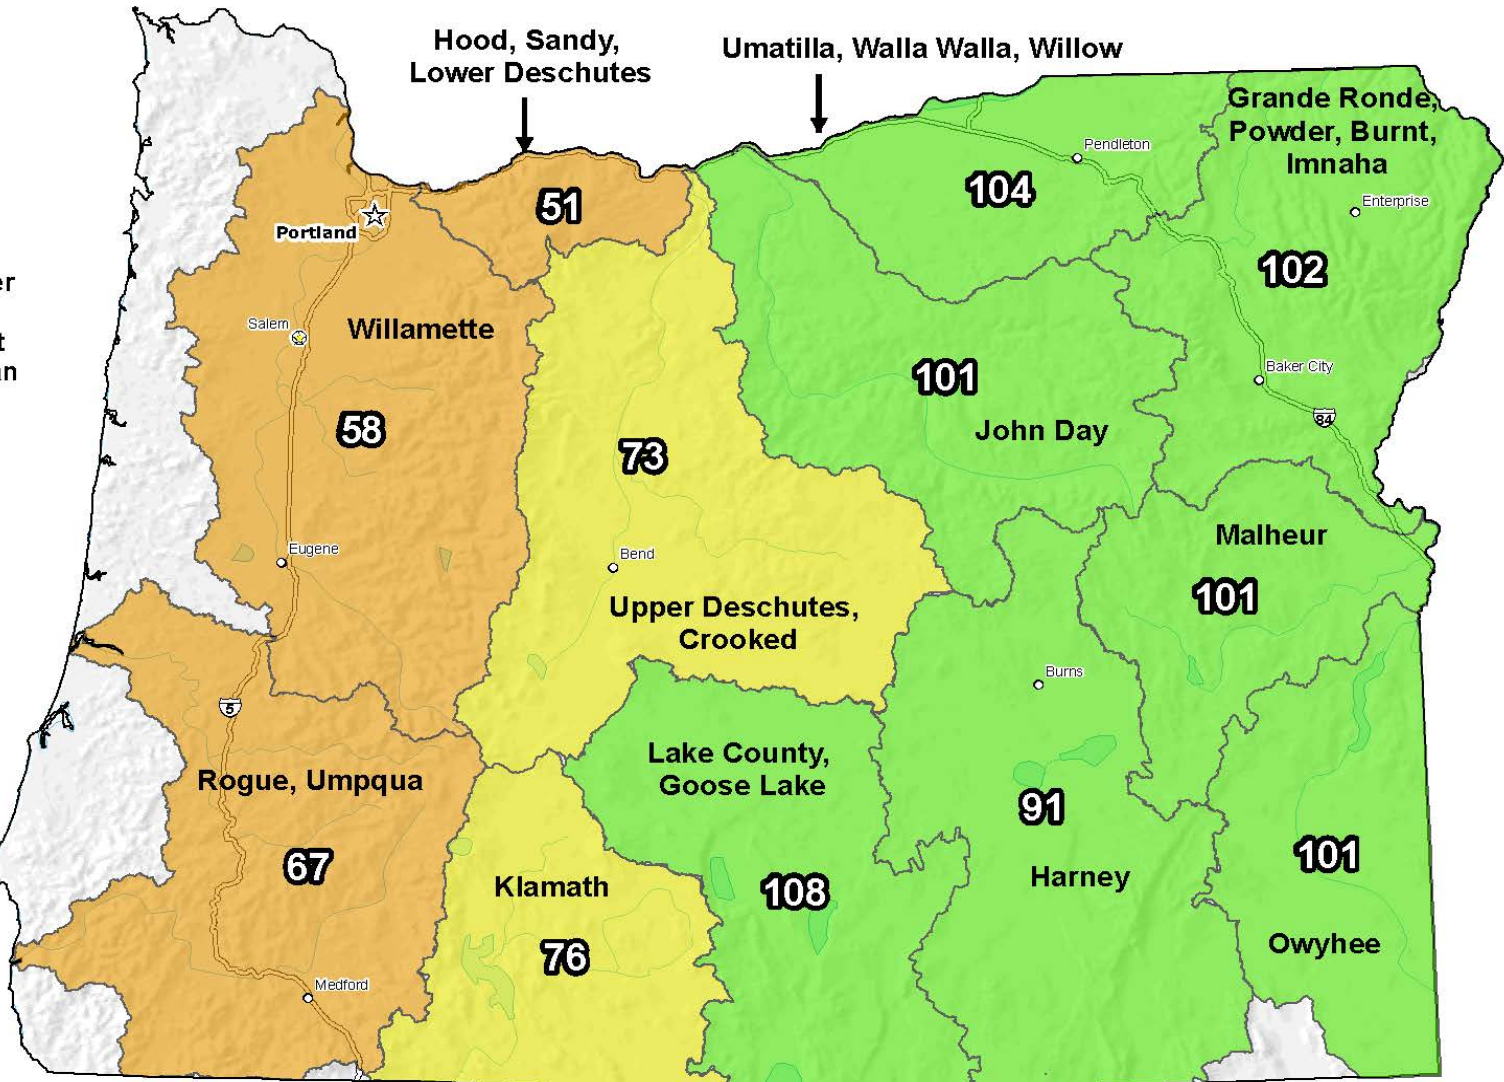 Hood, Sandy,
Lower Deschutes
Umatilla, Walla Walla, Willow
Grande Ronde,
Powder, Burnt,
Imnaha
Pendleton
Enterprise
104
51
Portland
102
er
Salem
Willamette
t
an
101
Baker City
John Day
84
58
73
Malheur
Eugene
Bend
101
Upper Deschutes,
Crooked
Burns
5
Lake County,
Goose Lake
Rogue, Umpqua
91
101
67
Klamath
108
Harney
76
Owyhee
Medford